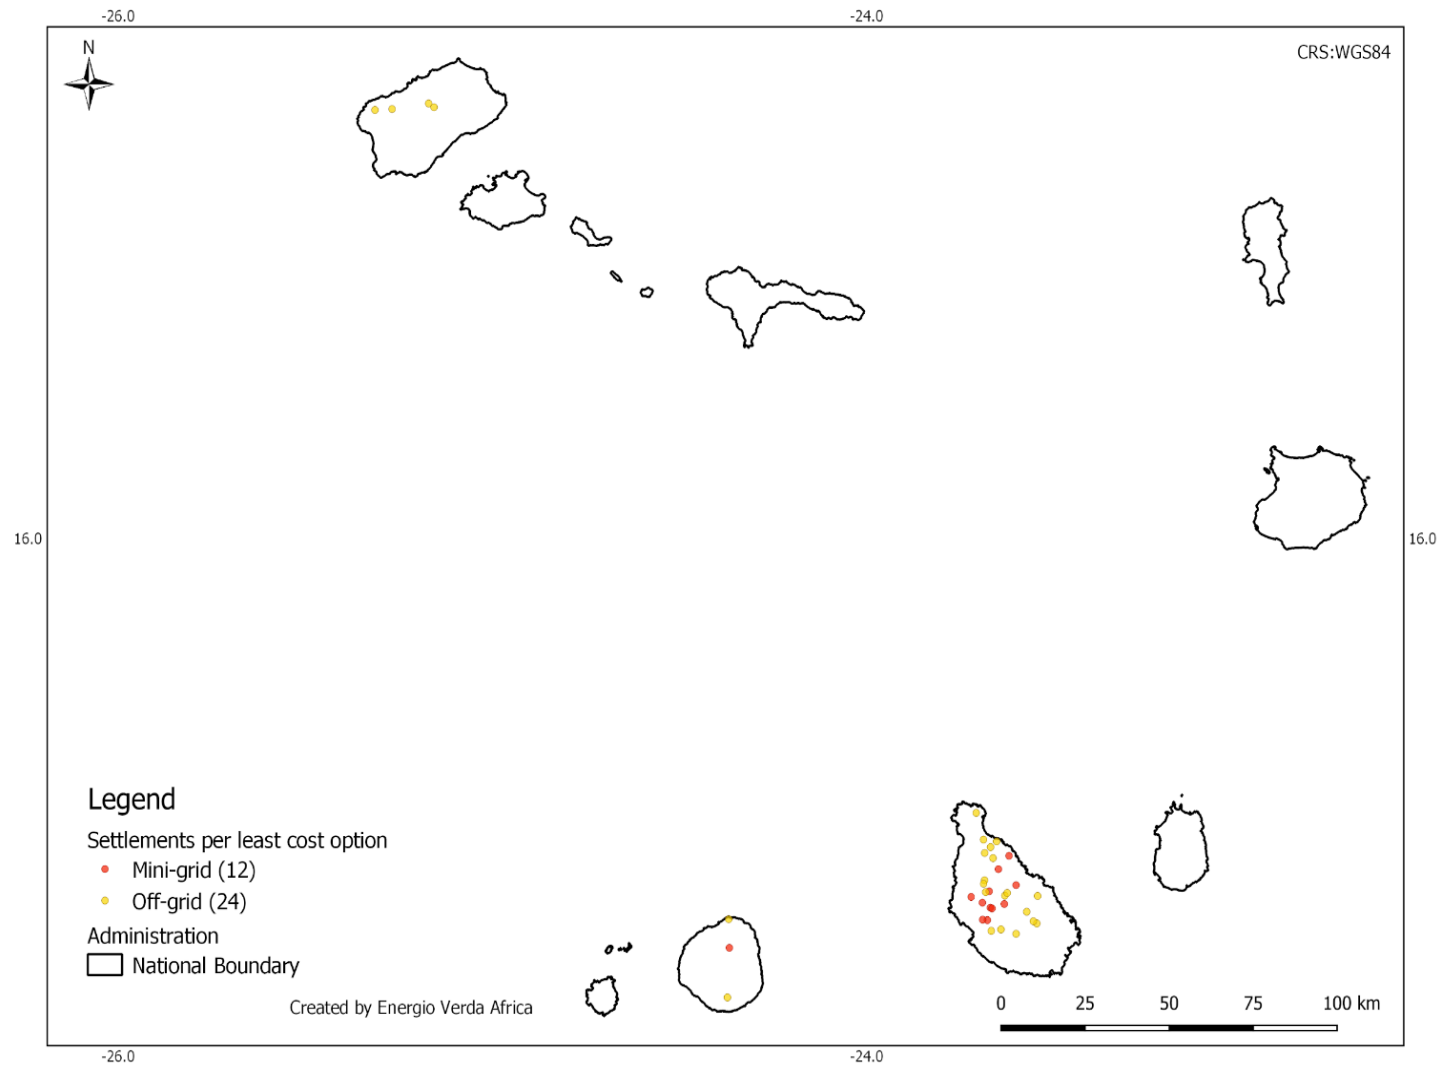 -26.0
-24.0
N
CRS:WGS84
16.0
16.0
Legend
Settlements per least cost option
Mini-grid (12)
Off-grid (24)
Administration
National Boundary
Created by Energio Verda Africa
0 25 50 75 100 km
-26.0
-24.0